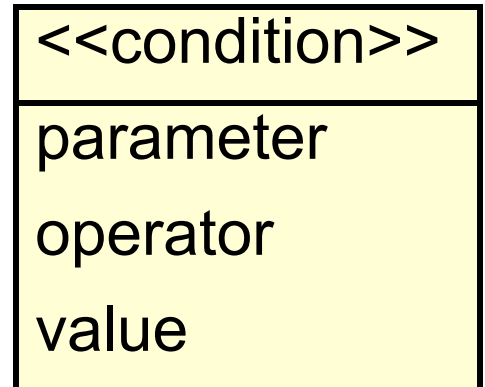 <<condition>>
parameter
operator
value